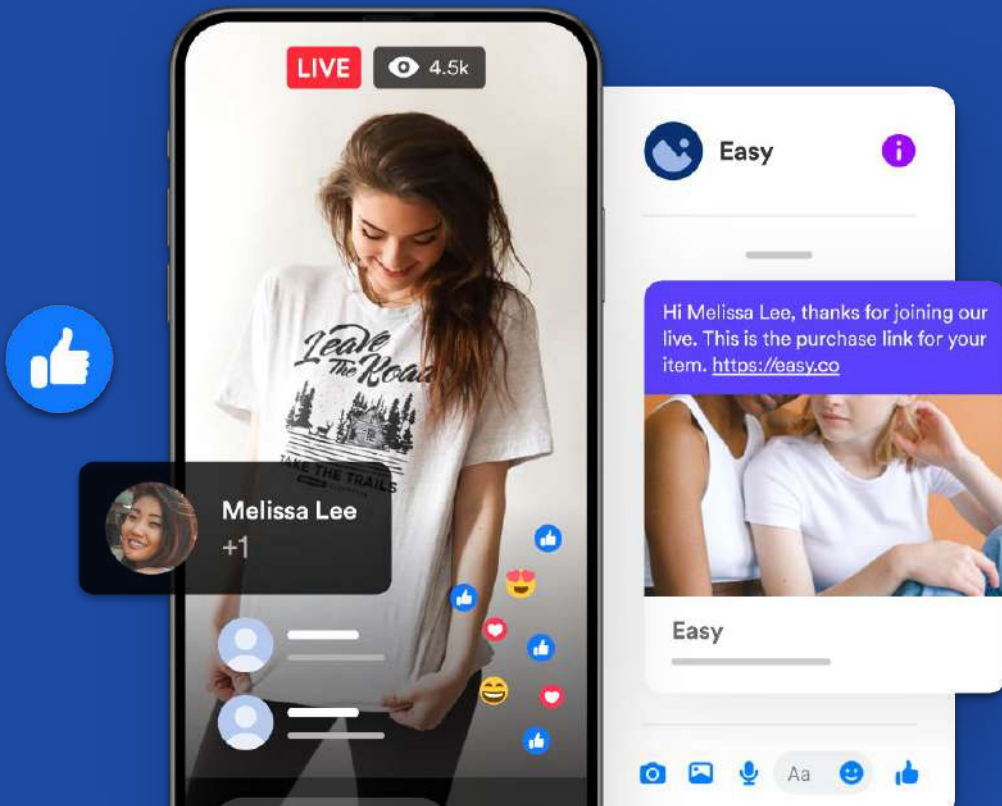 LIVE
4.5k
Leave
The Road
TAKE THE TRAILS
Melissa Lee
+1
Easy
Hi Melissa Lee, thanks for joining our
live. This is the purchase link for your
item. https://easy.co
Easy
Aa